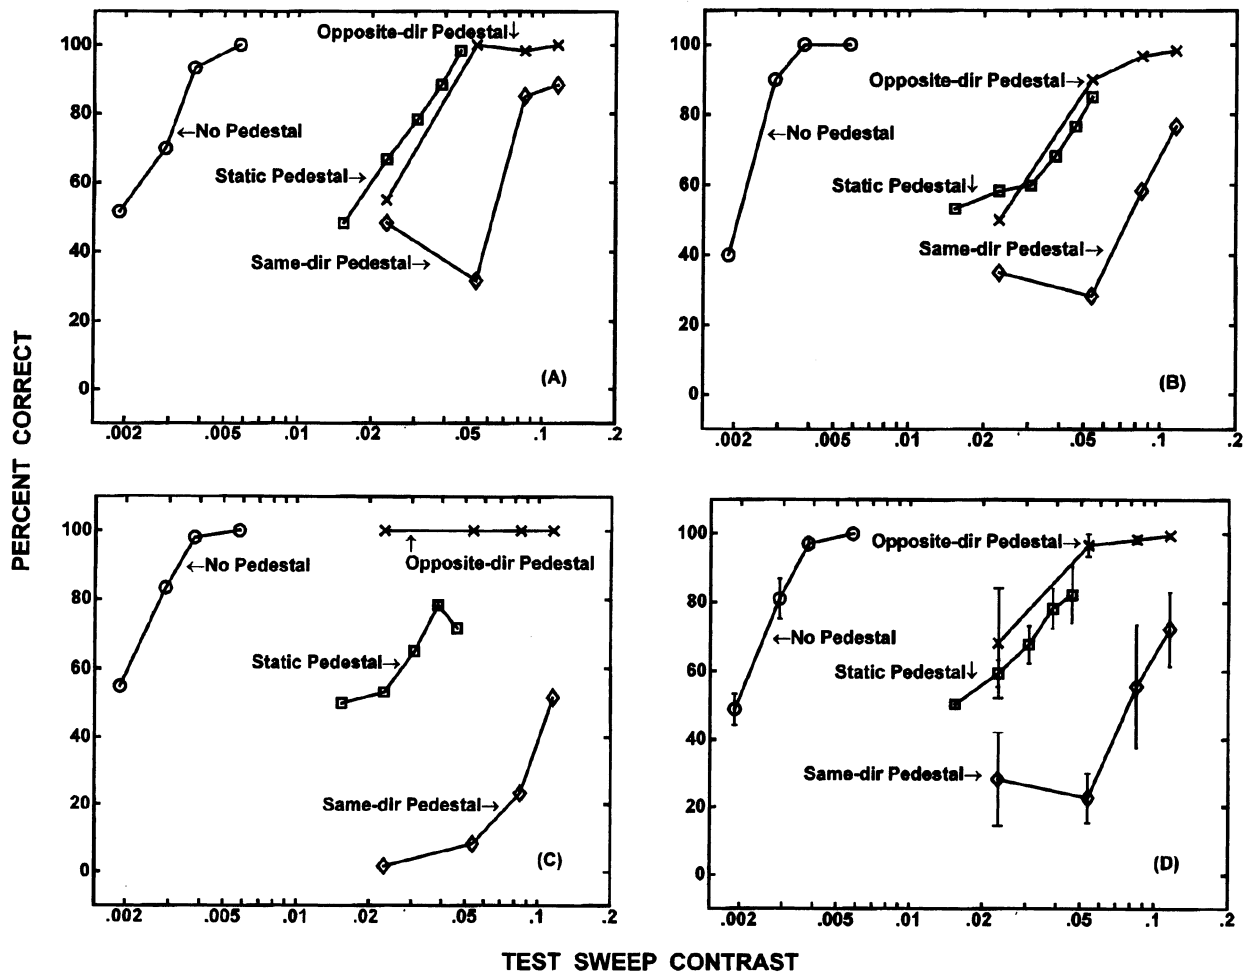 PERCENT CORRECT
100
80
60
40
20
0
Opposite-dir Pedestal↓
←No Pedestal
Static Pedestal→
Same-dir Pedestal→
(A)
.002 .005 .01 .02 .05 .1 .2
100
80
60
40
20
0
Opposite-dir Pedestal→
←No Pedestal
Static Pedestal↓
Same-dir Pedestal→
(B)
.002 .005 .01 .02 .05 .1 .2
100
80
60
40
20
0
←No Pedestal
↑
Opposite-dir Pedestal
Static Pedestal→
Same-dir Pedestal→
(C)
.002 .005 .01 .02 .05 .1 .2
100
80
60
40
20
0
Opposite-dir Pedestal→
←No Pedestal
Static Pedestal↓
Same-dir Pedestal→
(D)
.002 .005 .01 .02 .05 .1 .2
TEST SWEEP CONTRAST